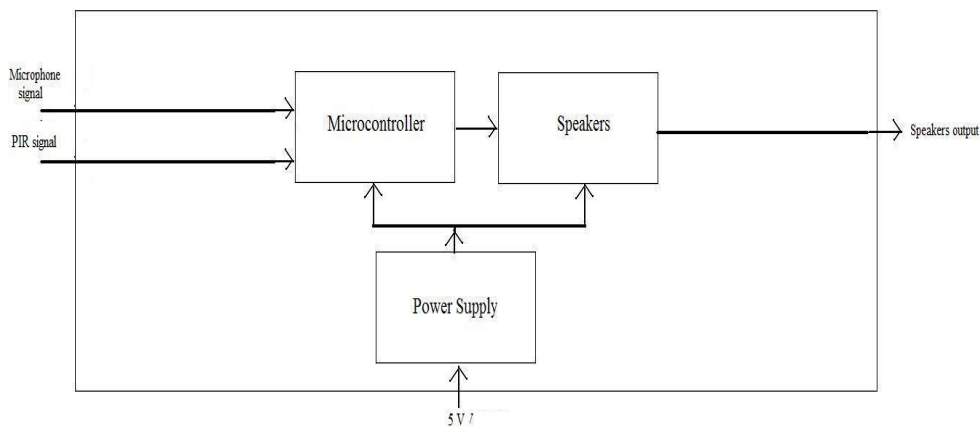 Microphone
signal
PIR signal
Microcontroller
Speakers
Speakers output
Power Supply
5 V /